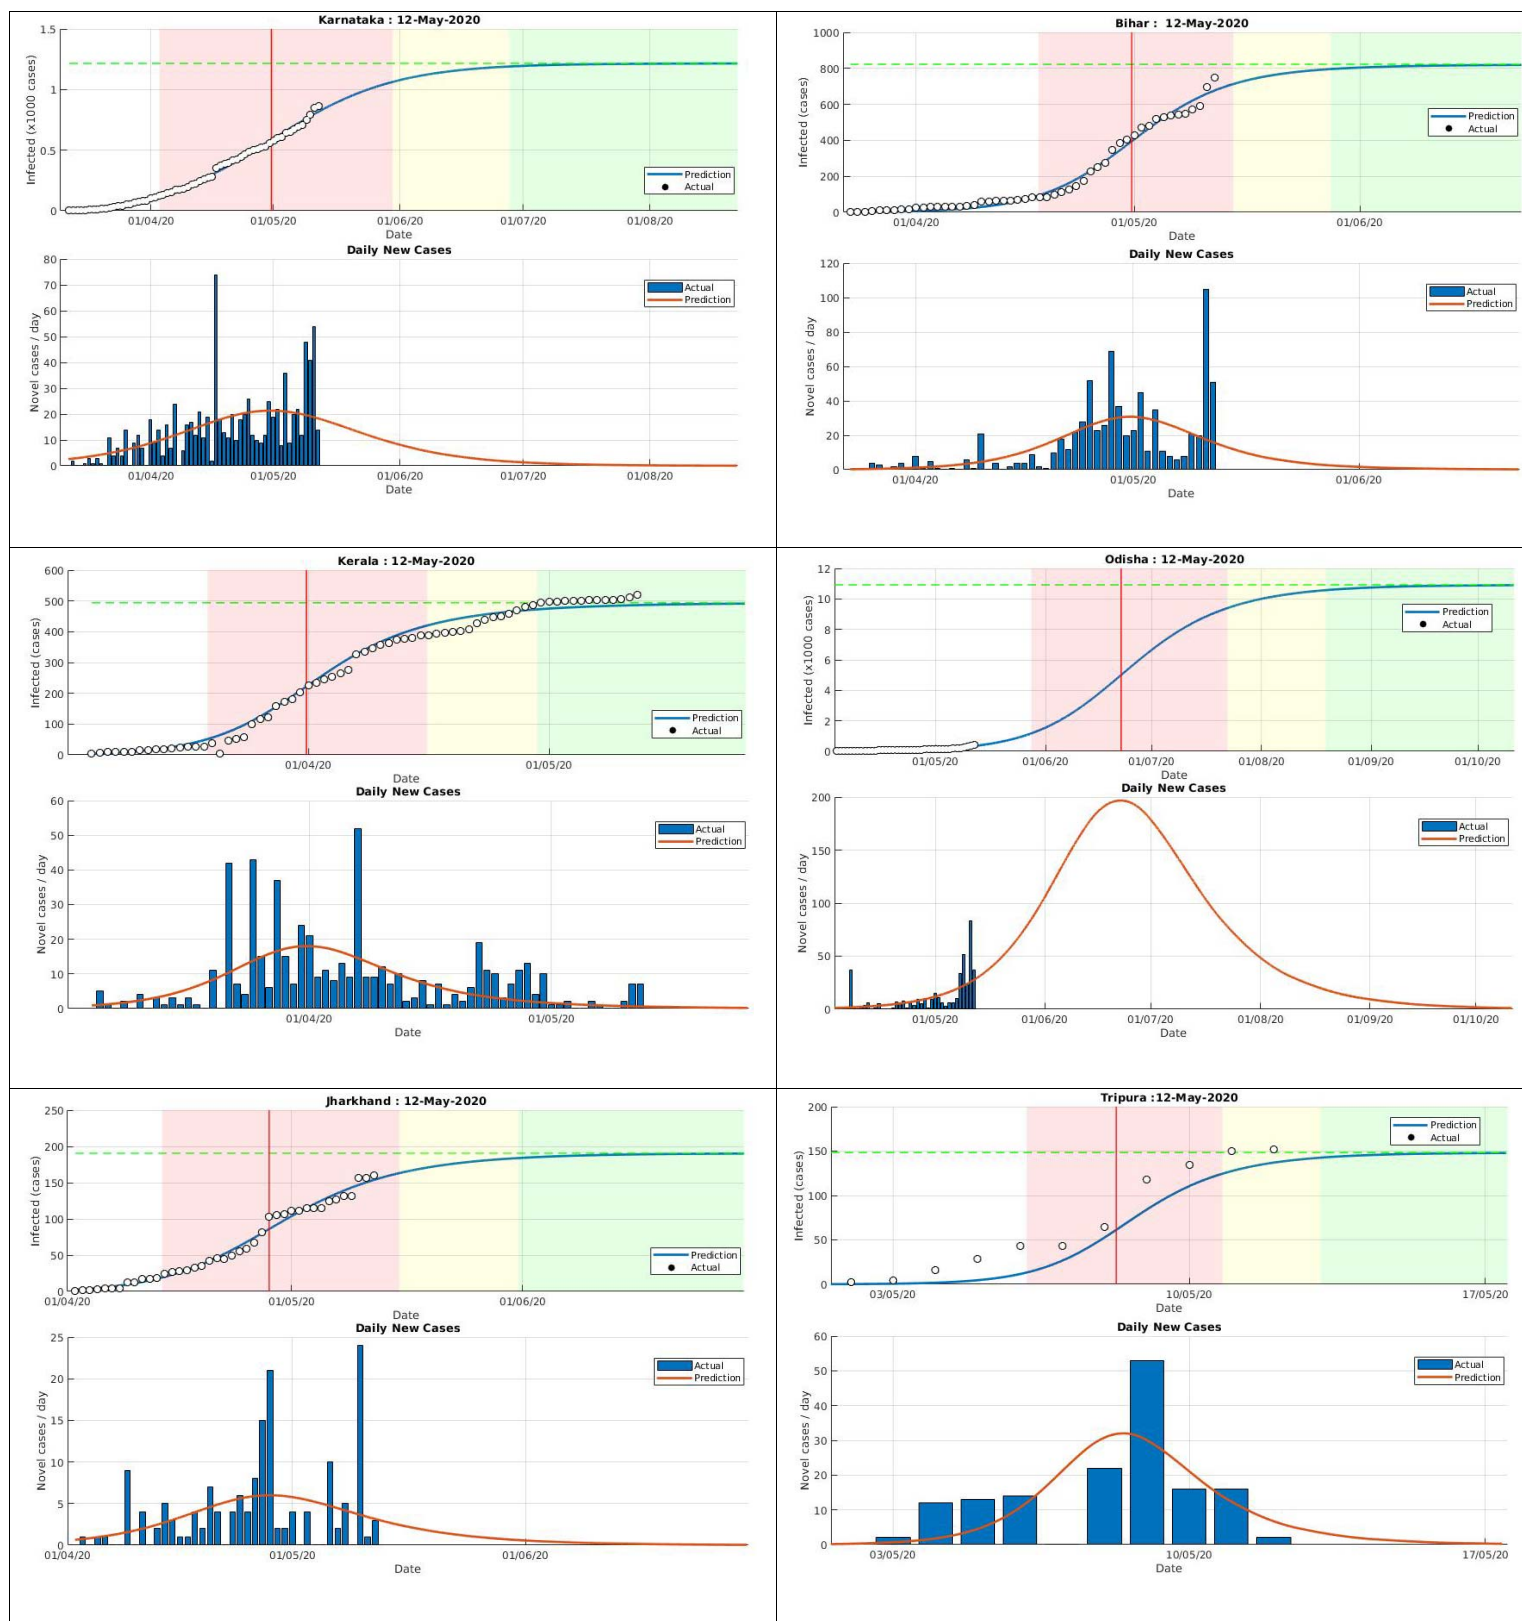 Karnataka : 12-May-2020
1.5
1
0.5
0
Infected (x1000 cases)
Prediction
Actual
01/04/20 01/05/20 01/06/20 01/07/20 01/08/20
Date
Daily New Cases
80
70
60
50
40
30
20
10
0
Novel cases / day
Actual
Prediction
01/04/20 01/05/20 01/06/20 01/07/20 01/08/20
Date
Bihar : 12-May-2020
1000
800
600
400
200
0
Infected (cases)
Prediction
Actual
01/04/20 01/05/20 01/06/20
Date
Daily New Cases
120
100
80
60
40
20
0
Novel cases / day
Actual
Prediction
01/04/20 01/05/20 01/06/20
Date
Kerala : 12-May-2020
600
500
400
300
200
100
0
Infected (cases)
Prediction
Actual
01/04/20 01/05/20
Date
Daily New Cases
60
50
40
30
20
10
0
Novel cases / day
Actual
Prediction
01/04/20 01/05/20
Date
Odisha : 12-May-2020
12
10
8
6
4
2
0
Infected (x1000 cases)
Prediction
Actual
01/05/20 01/06/20 01/07/20 01/08/20 01/09/20 01/10/20
Date
Daily New Cases
200
150
100
50
0
Novel cases / day
Actual
Prediction
01/05/20 01/06/20 01/07/20 01/08/20 01/09/20 01/10/20
Date
Jharkhand : 12-May-2020
250
200
150
100
50
0
Infected (cases)
Prediction
Actual
01/04/20 01/05/20 01/06/20
Date
Daily New Cases
25
20
15
10
5
0
Novel cases / day
Actual
Prediction
01/04/20 01/05/20 01/06/20
Date
Tripura :12-May-2020
200
150
100
50
0
Infected (cases)
Prediction
Actual
03/05/20 10/05/20 17/05/20
Date
Daily New Cases
60
50
40
30
20
10
0
Novel cases / day
Actual
Prediction
03/05/20 10/05/20 17/05/20
Date